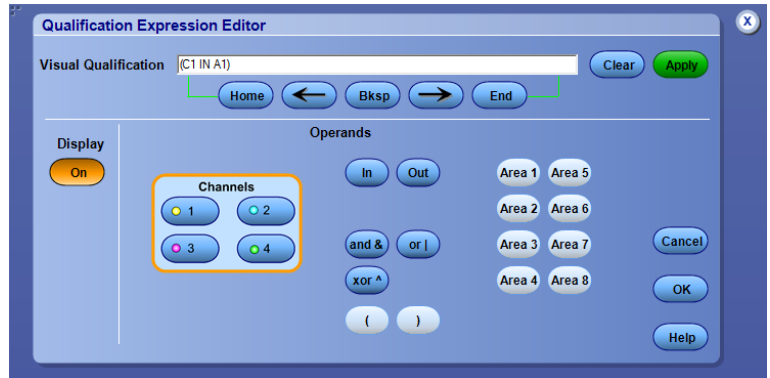 Qualification Expression Editor
X
Visual Qualification (C1 IN A1) Clear Apply
Home Bksp End
Display
On
Operands
Channels
1 2
3 4
In Out
and & or |
xor ^
( )
Area 1 Area 5
Area 2 Area 6
Area 3 Area 7
Area 4 Area 8
Cancel
OK
Help